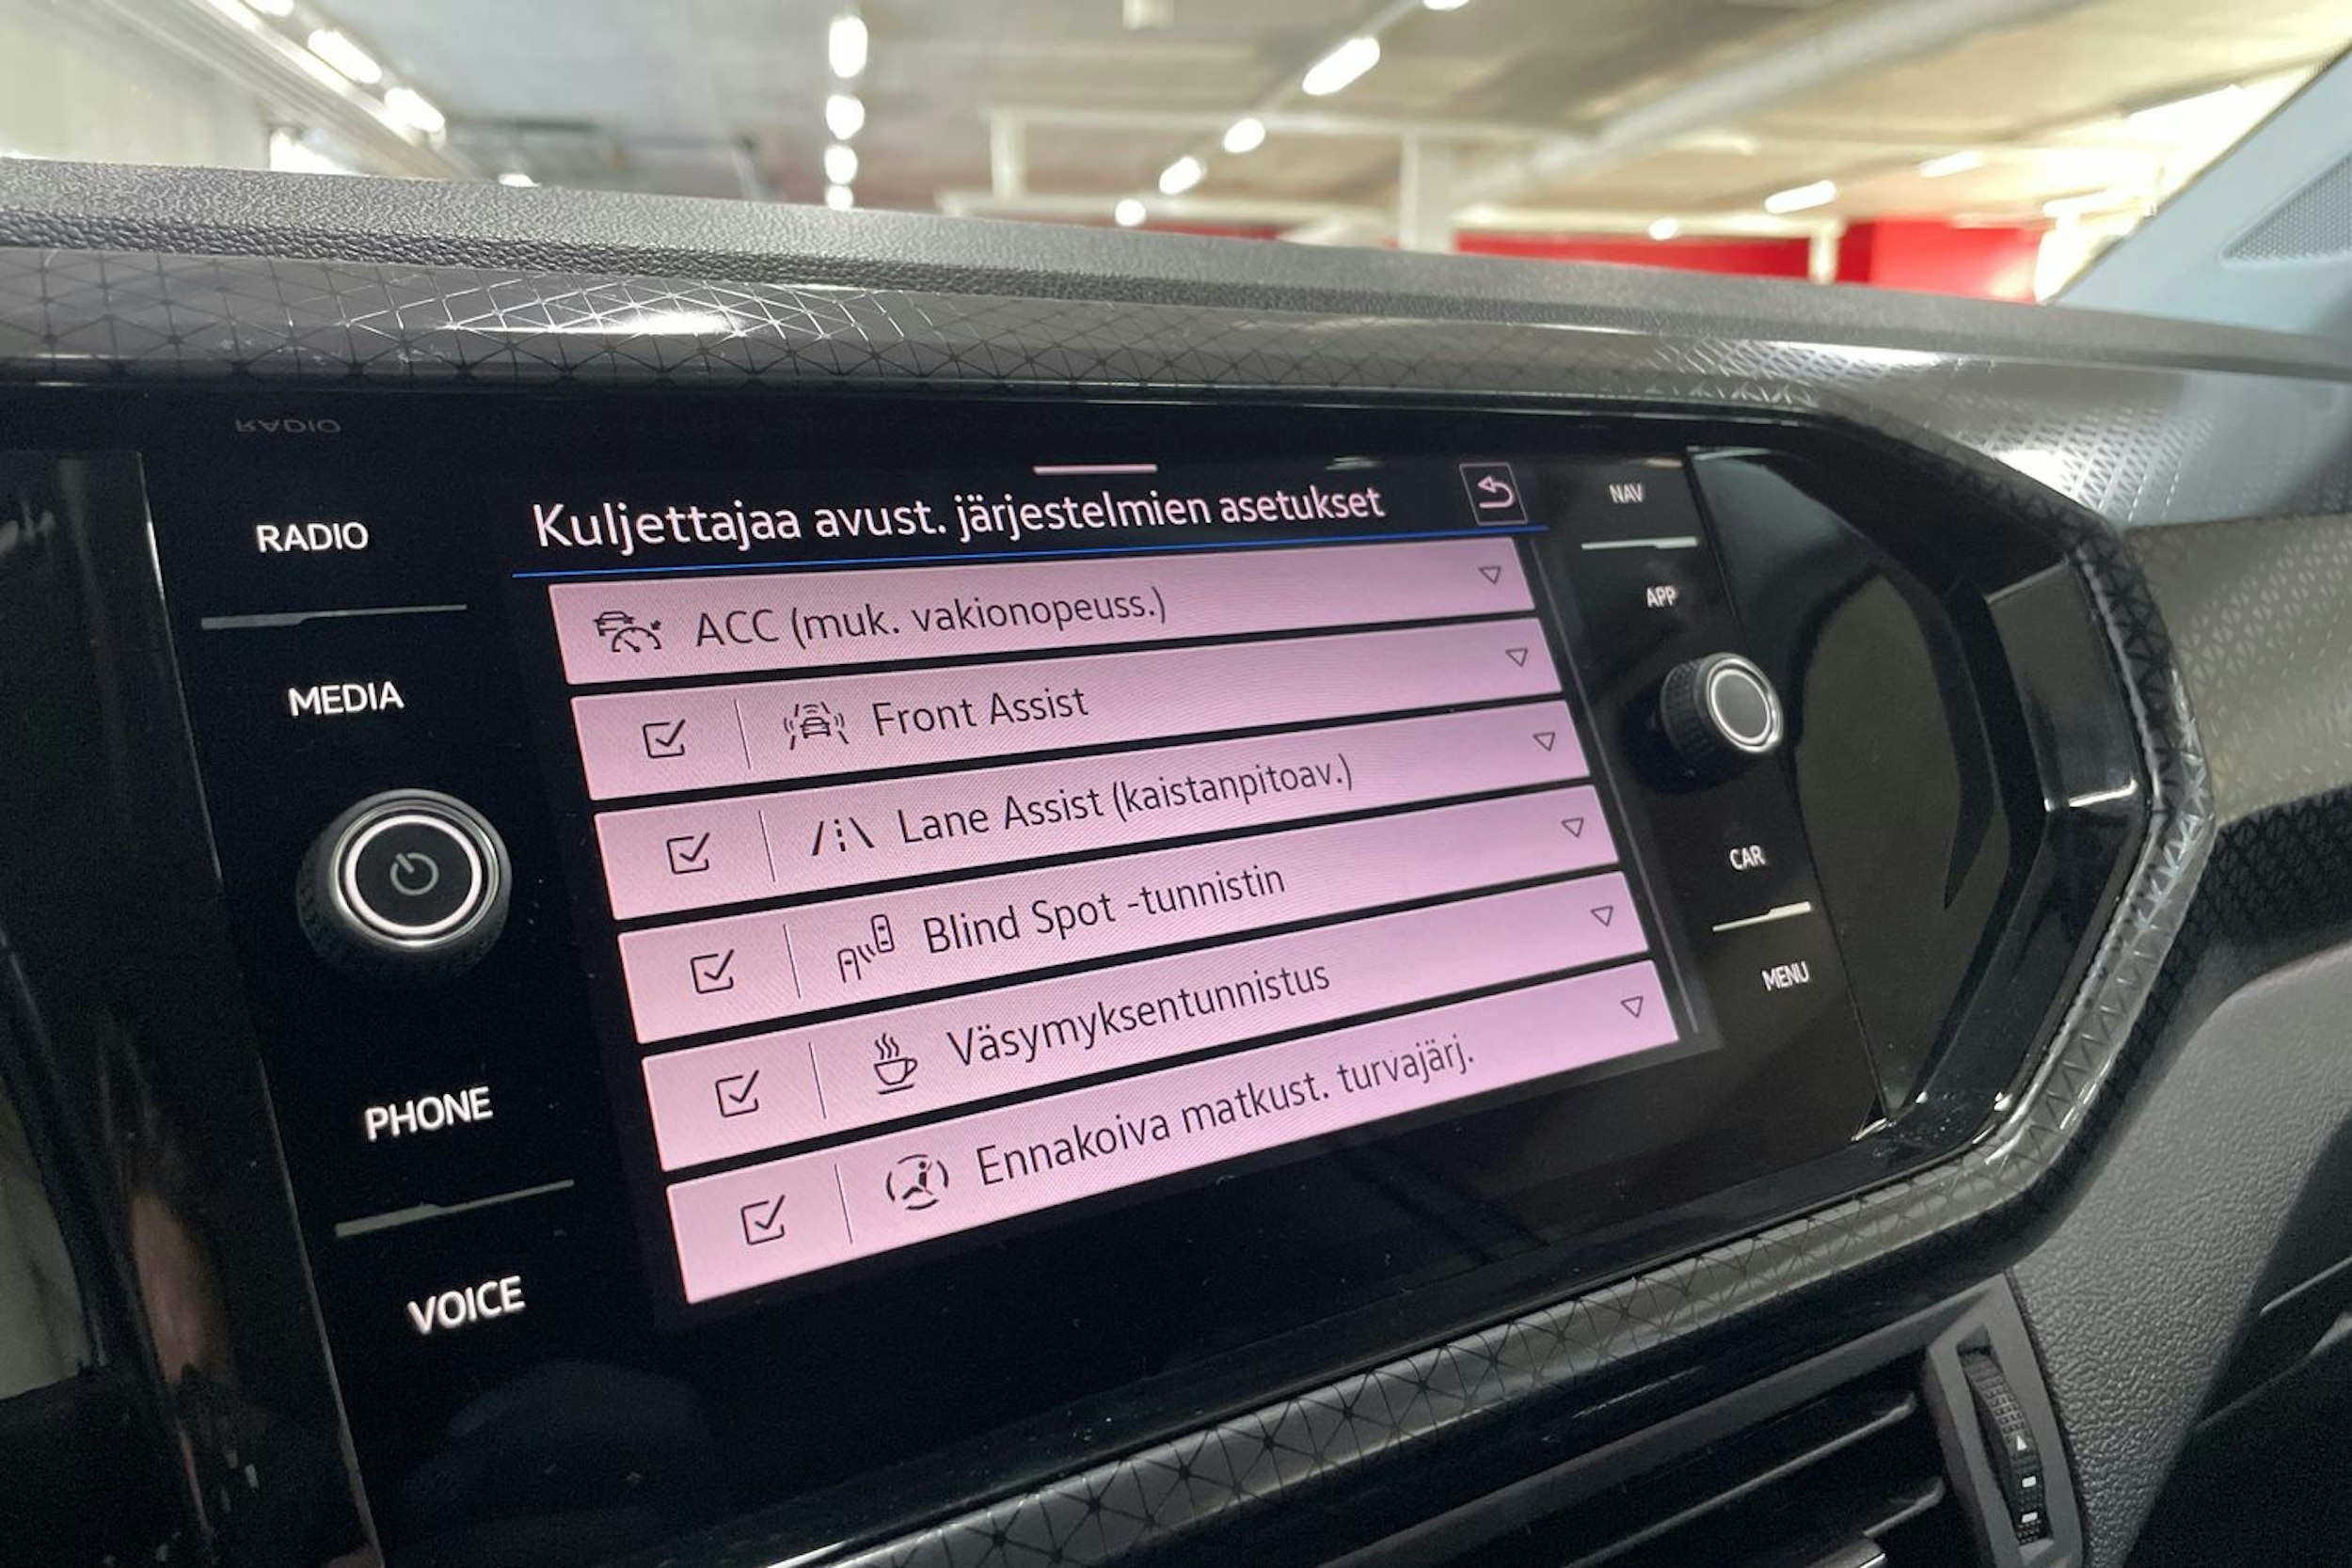 RADIO
MEDIA
PHONE
VOICE
Kuljettajaa avust. järjestelmien asetukset
ACC (muk. vakionopeuss.)
Front Assist
Lane Assist (kaistanpitoav.)
Blind Spot -tunnistin
Väsymyksentunnistus
Ennakoiva matkust. turvajärj.
NAV
APP
CAR
MENU